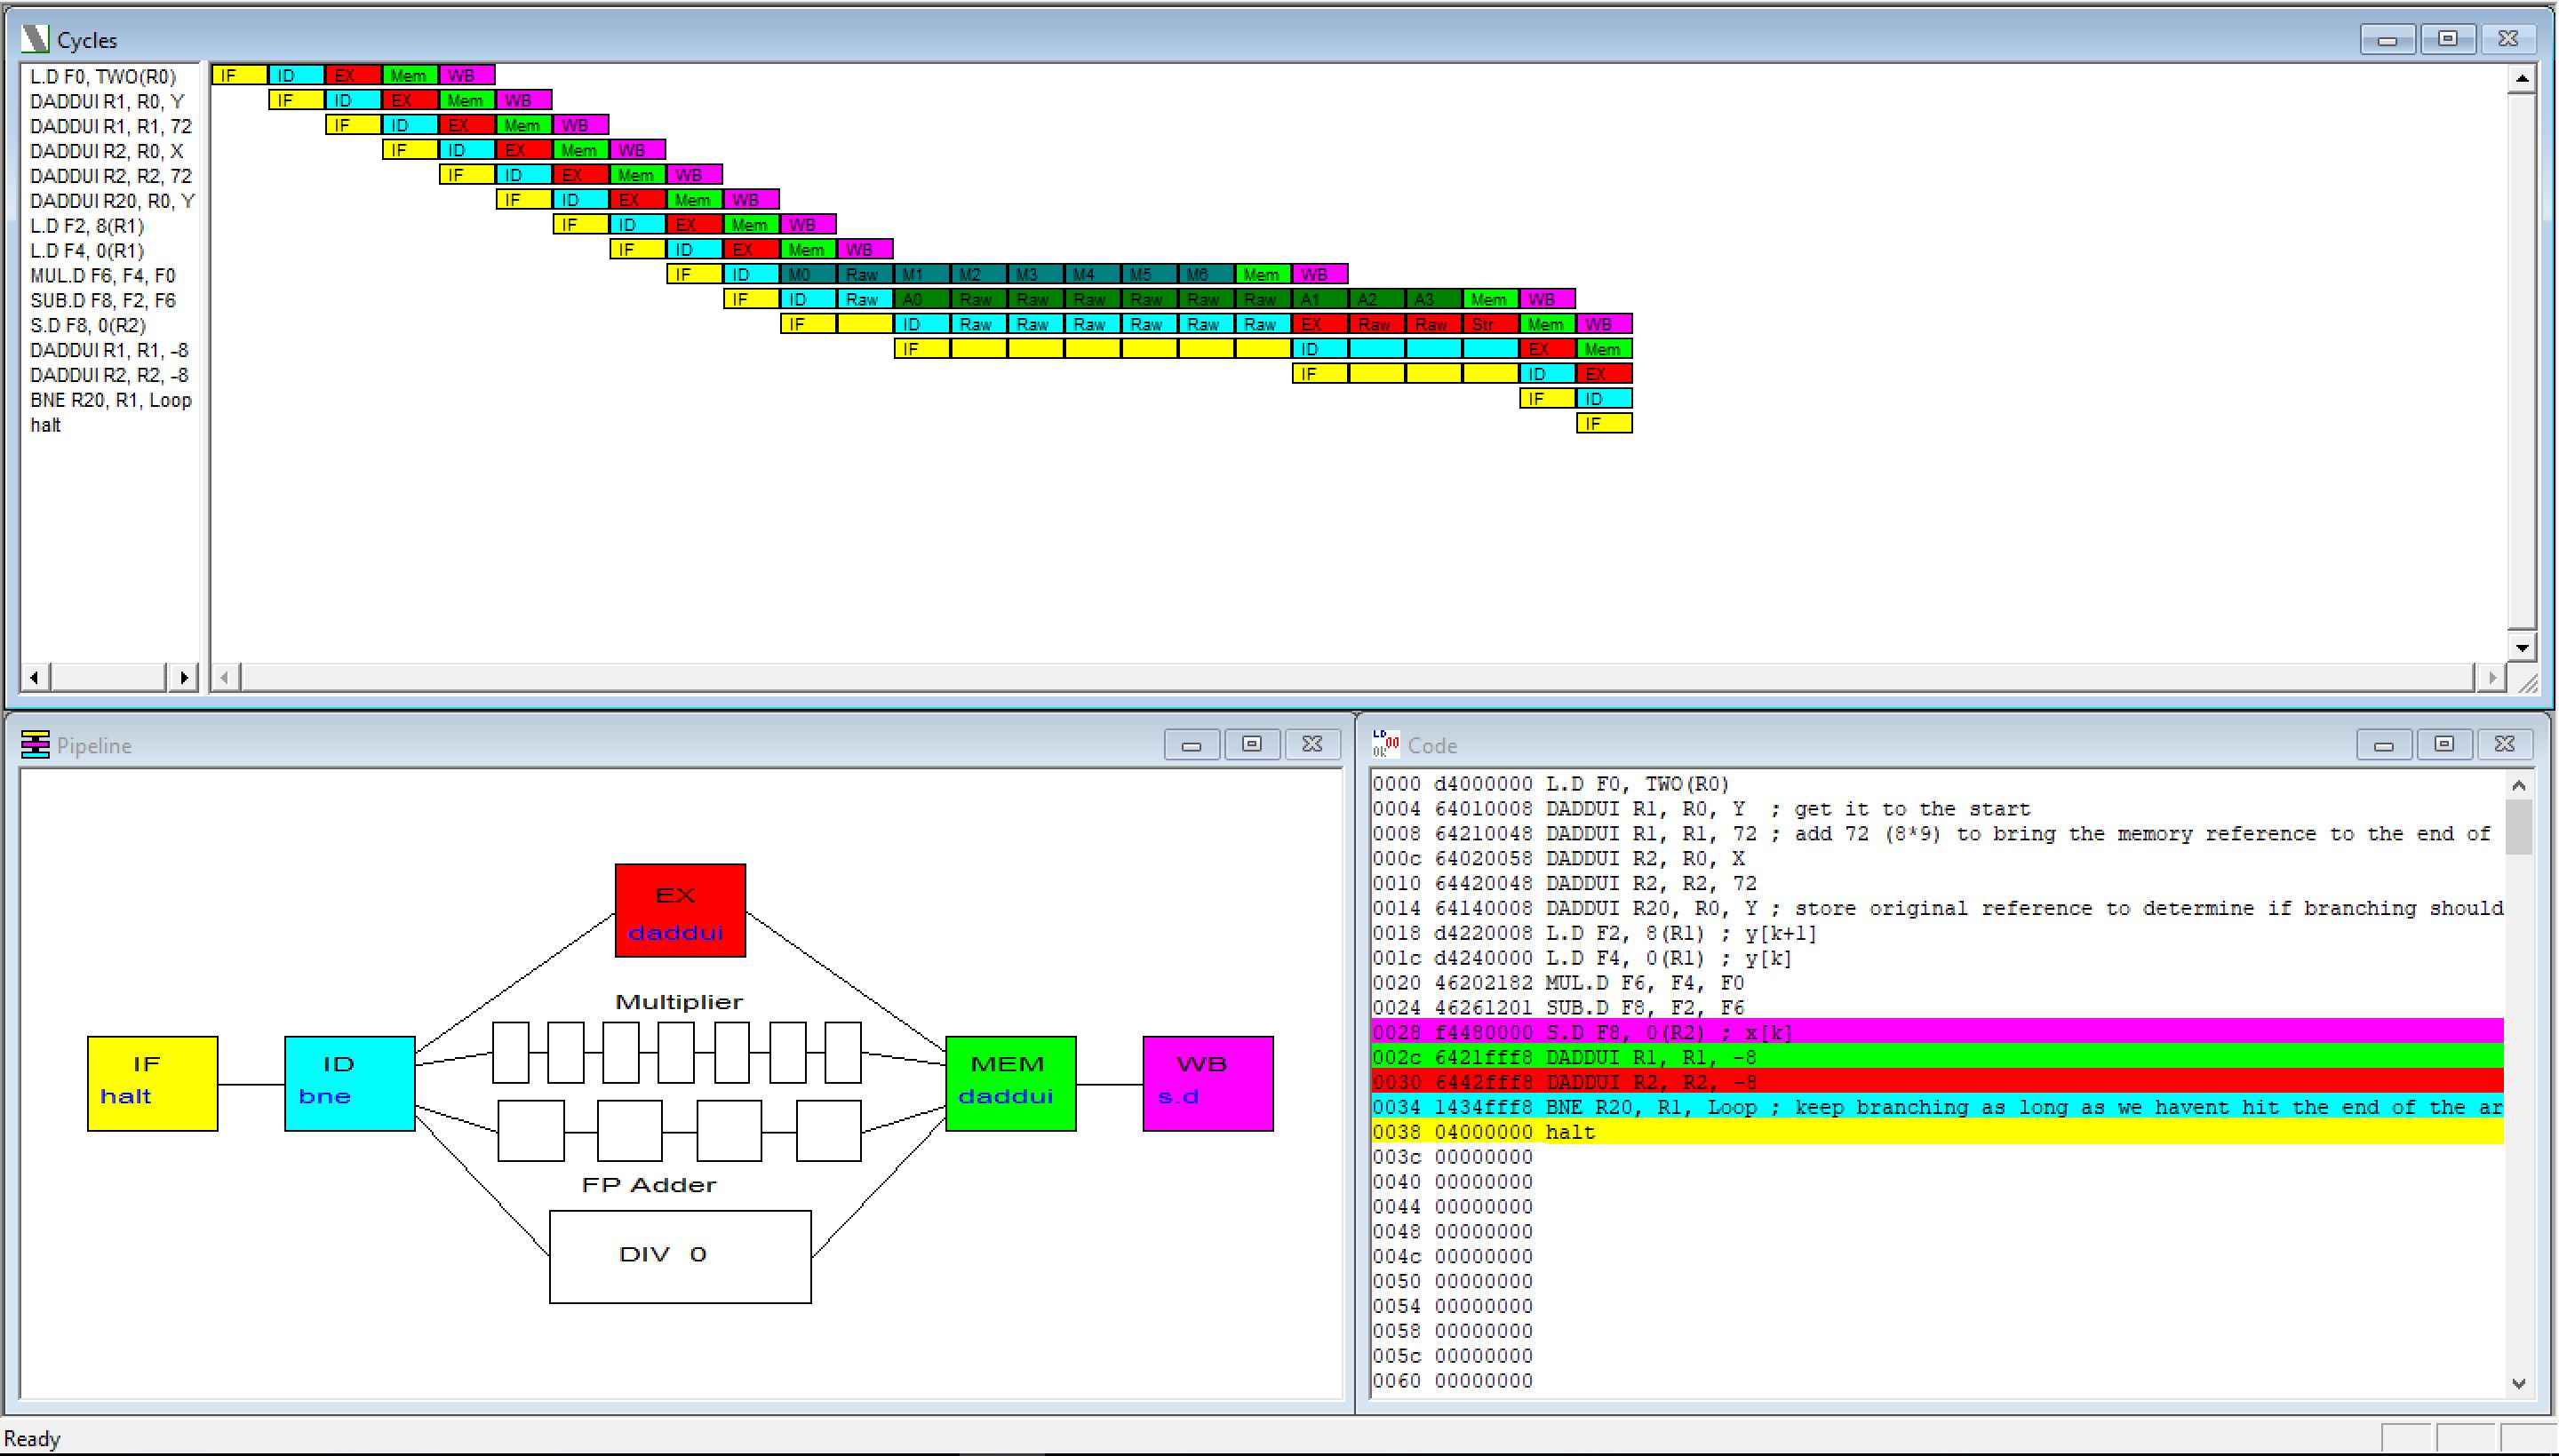 Cycles
L.D F0, TWO(R0) IF ID EX Mem WB
DADDUI R1, R0, Y IF ID EX Mem WB
DADDUI R1, R1, 72 IF ID EX Mem WB
DADDUI R2, R0, X IF ID EX Mem WB
DADDUI R2, R2, 72 IF ID EX Mem WB
DADDUI R20, R0, Y IF ID EX Mem WB
L.D F2, 8(R1) IF ID EX Mem WB
L.D F4, 0(R1) IF ID EX Mem WB
MUL.D F6, F4, F0 IF ID M0 Raw M1 M2 M3 M4 M5 M6 Mem WB
SUB.D F8, F2, F6 IF ID Raw A0 Raw Raw Raw Raw Raw Raw A1 A2 A3 Mem WB
S.D F8, 0(R2) IF ID Raw Raw Raw Raw Raw Raw EX Raw Raw Str Mem WB
DADDUI R1, R1, -8 IF ID EX Mem
DADDUI R2, R2, -8 IF ID EX
BNE R20, R1, Loop IF ID
halt IF
Pipeline
EX
daddui
Multiplier
IF
halt
ID
bne
MEM
daddui
WB
s.d
FP Adder
DIV 0
LD 00 OK Code
0000 d4000000 L.D F0, TWO(R0)
0004 64010008 DADDUI R1, R0, Y ; get it to the start
0008 64210048 DADDUI R1, R1, 72 ; add 72 (8*9) to bring the memory reference to the end of
000c 64020058 DADDUI R2, R0, X
0010 64420048 DADDUI R2, R2, 72
0014 64140008 DADDUI R20, R0, Y ; store original reference to determine if branching should
0018 d4220008 L.D F2, 8(R1) ; y[k+1]
001c d4240000 L.D F4, 0(R1) ; y[k]
0020 46202182 MUL.D F6, F4, F0
0024 46261201 SUB.D F8, F2, F6
0028 f4480000 S.D F8, 0(R2) ; x[k]
002c 6421fff8 DADDUI R1, R1, -8
0030 6442fff8 DADDUI R2, R2, -8
0034 1434fff8 BNE R20, R1, Loop ; keep branching as long as we havent hit the end of the ar
0038 04000000 halt
003c 00000000
0040 00000000
0044 00000000
0048 00000000
004c 00000000
0050 00000000
0054 00000000
0058 00000000
005c 00000000
0060 00000000
Ready